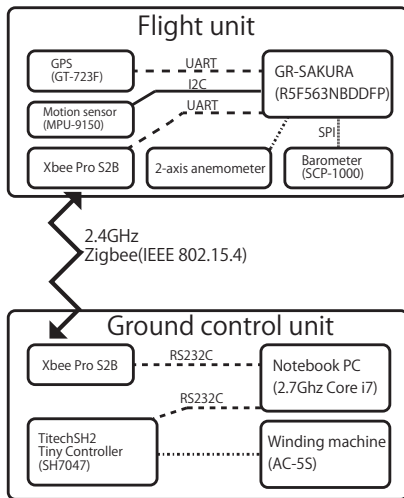 Flight unit
GPS
(GT-723F)
UART
GR-SAKURA
(R5F563NBDDFP)
I2C
Motion sensor
(MPU-9150)
UART
SPI
Xbee Pro S2B
2-axis anemometer
Barometer
(SCP-1000)
2.4GHz
Zigbee(IEEE 802.15.4)
Ground control unit
Xbee Pro S2B
RS232C
Notebook PC
(2.7Ghz Core i7)
RS232C
TitechSH2
Tiny Controller
(SH7047)
Winding machine
(AC-5S)